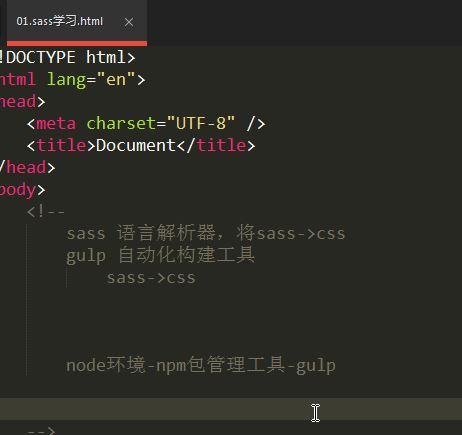 01.sass学习.html ×
!DOCTYPE html>
html lang="en">
head>
<meta charset="UTF-8" />
<title>Document</title>
/head>
body>
<!--
sass 语言解析器，将sass->css
gulp 自动化构建工具
sass->css
node环境-npm包管理工具-gulp
-->